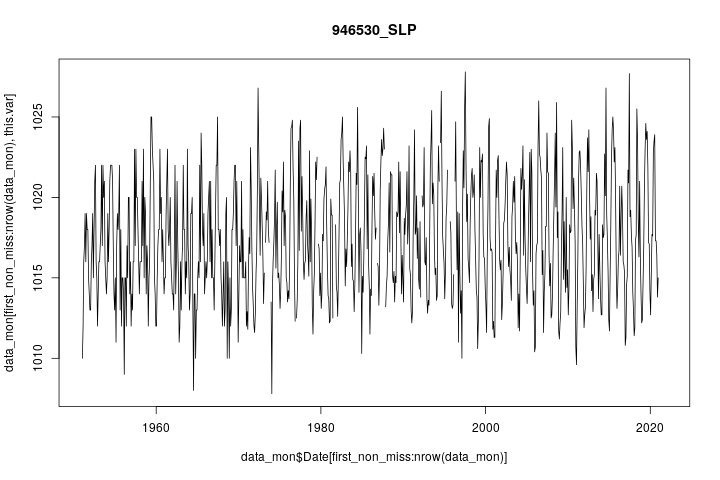 946530_SLP
data_mon[first_non_miss:nrow(data_mon), this.var]
1025
1020
1015
1010
1960
1980
2000
2020
data_mon$Date[first_non_miss:nrow(data_mon)]